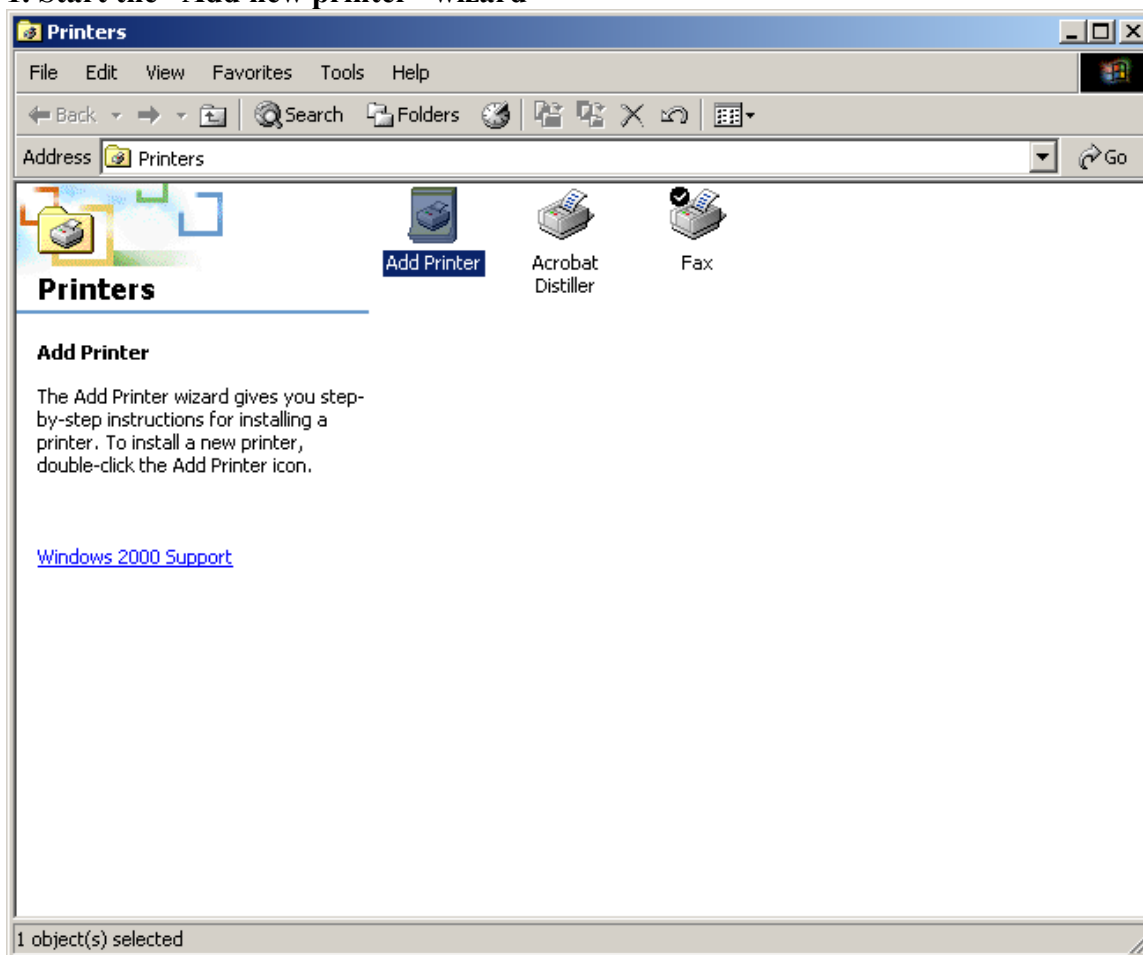 1. Start the "Add new printer" wizard
Printers
File Edit View Favorites Tools Help
Back Search Folders
Address Printers Go
Add Printer Acrobat Distiller Fax
Printers
Add Printer
The Add Printer wizard gives you step-
by-step instructions for installing a
printer. To install a new printer,
double-click the Add Printer icon.
Windows 2000 Support
1 object(s) selected